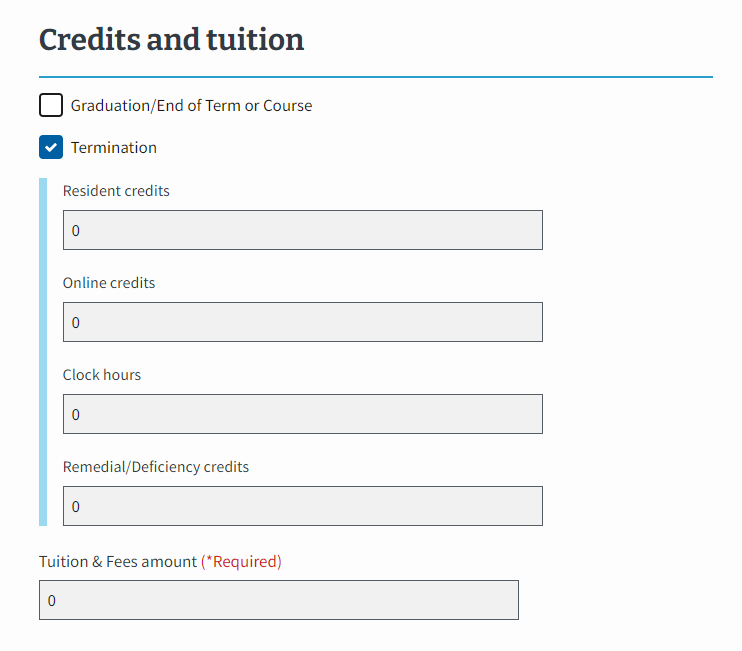 Credits and tuition
Graduation/End of Term or Course
Termination
Resident credits
0
Online credits
0
Clock hours
0
Remedial/Deficiency credits
0
Tuition & Fees amount (*Required)
0